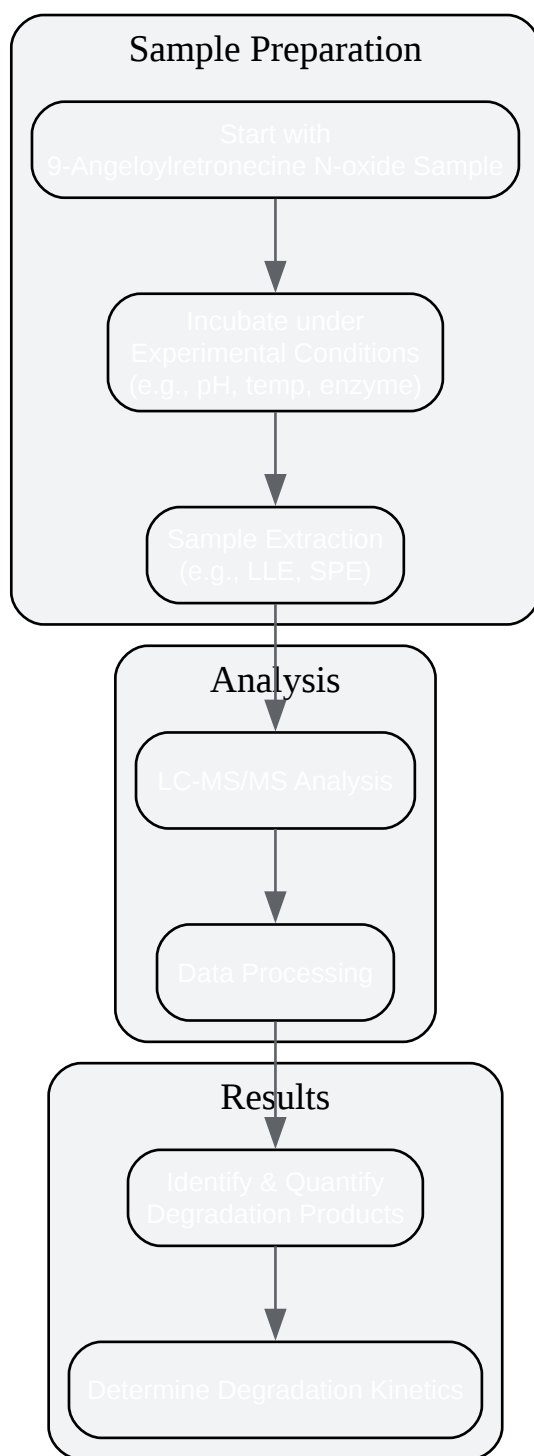 Sample Preparation
Start with
9-Angeloylretronecine N-oxide Sample
Incubate under
Experimental Conditions
(e.g., pH, temp, enzyme)
Sample Extraction
(e.g., LLE, SPE)
Analysis
LC-MS/MS Analysis
Data Processing
Results
Identify & Quantify
Degradation Products
Determine Degradation Kinetics